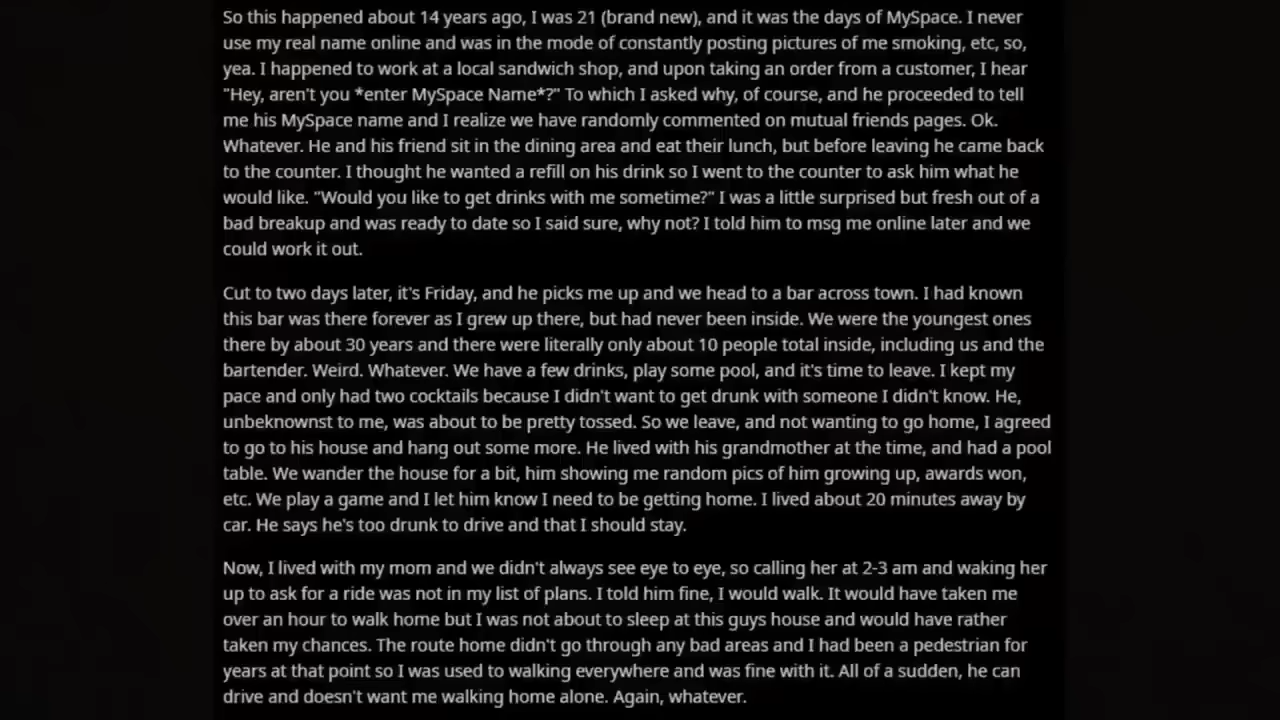 So this happened about 14 years ago, I was 21 (brand new), and it was the days of MySpace. I never
use my real name online and was in the mode of constantly posting pictures of me smoking, etc, so,
yea. I happened to work at a local sandwich shop, and upon taking an order from a customer, I hear
"Hey, aren't you *enter MySpace Name*?" To which I asked why, of course, and he proceeded to tell
me his MySpace name and I realize we have randomly commented on mutual friends pages. Ok.
Whatever. He and his friend sit in the dining area and eat their lunch, but before leaving he came back
to the counter. I thought he wanted a refill on his drink so I went to the counter to ask him what he
would like. "Would you like to get drinks with me sometime?" I was a little surprised but fresh out of a
bad breakup and was ready to date so I said sure, why not? I told him to msg me online later and we
could work it out.
Cut to two days later, it's Friday, and he picks me up and we head to a bar across town. I had known
this bar was there forever as I grew up there, but had never been inside. We were the youngest ones
there by about 30 years and there were literally only about 10 people total inside, including us and the
bartender. Weird. Whatever. We have a few drinks, play some pool, and it's time to leave. I kept my
pace and only had two cocktails because I didn't want to get drunk with someone I didn't know. He,
unbeknownst to me, was about to be pretty tossed. So we leave, and not wanting to go home, I agreed
to go to his house and hang out some more. He lived with his grandmother at the time, and had a pool
table. We wander the house for a bit, him showing me random pics of him growing up, awards won,
etc. We play a game and I let him know I need to be getting home. I lived about 20 minutes away by
car. He says he's too drunk to drive and that I should stay.
Now, I lived with my mom and we didn't always see eye to eye, so calling her at 2-3 am and waking her
up to ask for a ride was not in my list of plans. I told him fine, I would walk. It would have taken me
over an hour to walk home but I was not about to sleep at this guys house and would have rather
taken my chances. The route home didn't go through any bad areas and I had been a pedestrian for
years at that point so I was used to walking everywhere and was fine with it. All of a sudden, he can
drive and doesn't want me walking home alone. Again, whatever.